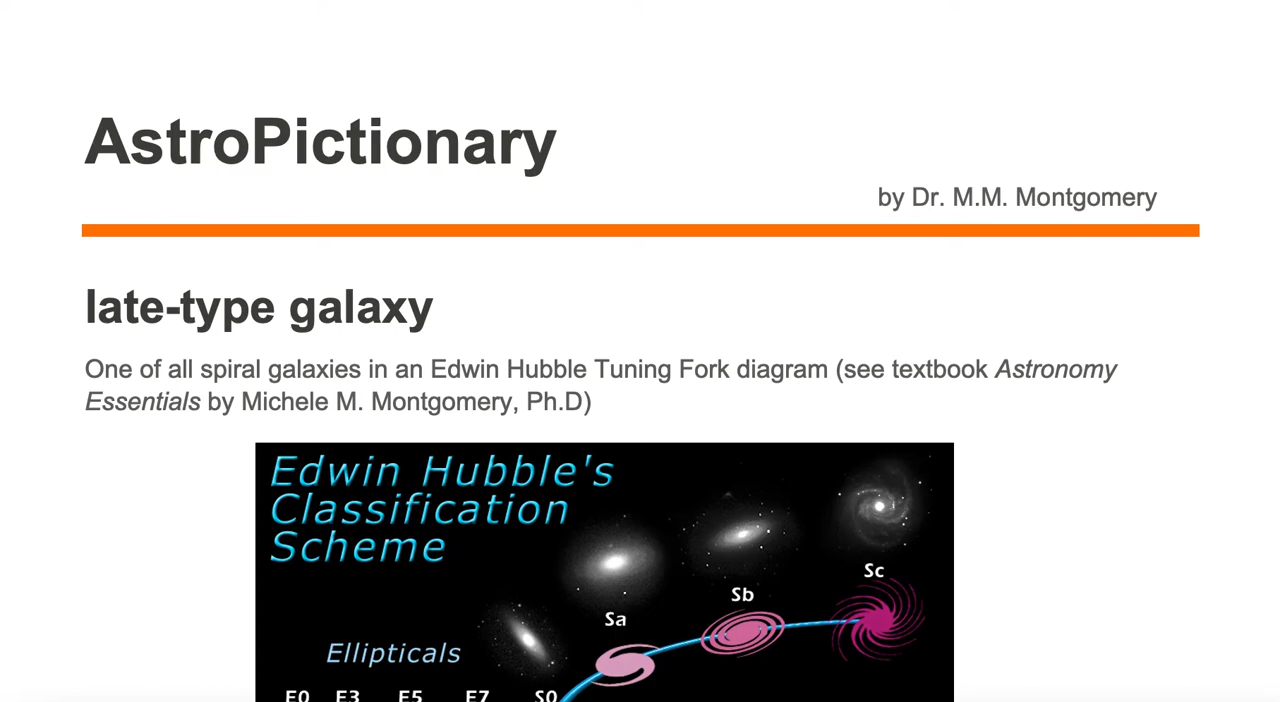 AstroPictionary
by Dr. M.M. Montgomery
late-type galaxy
One of all spiral galaxies in an Edwin Hubble Tuning Fork diagram (see textbook Astronomy
Essentials by Michele M. Montgomery, Ph.D)
Edwin Hubble's
Classification
Scheme
Sc
Sb
Sa
Ellipticals
E0 E3 E5 E7 S0